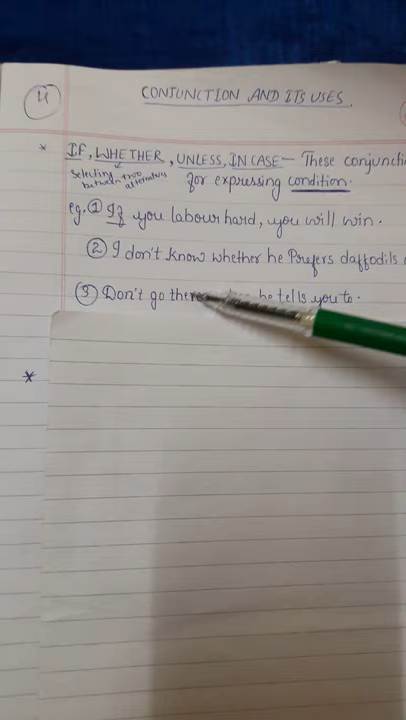 4
CONJUNCTION AND ITS USES.
* IF, WHETHER, UNLESS, IN CASE - These conjuncti
Selecting between two alternatives
for expressing condition.
eg. ① If you labour hard, you will win.
② I don't know whether he Prefers daffodils
③ Don't go there he tells you to.
*